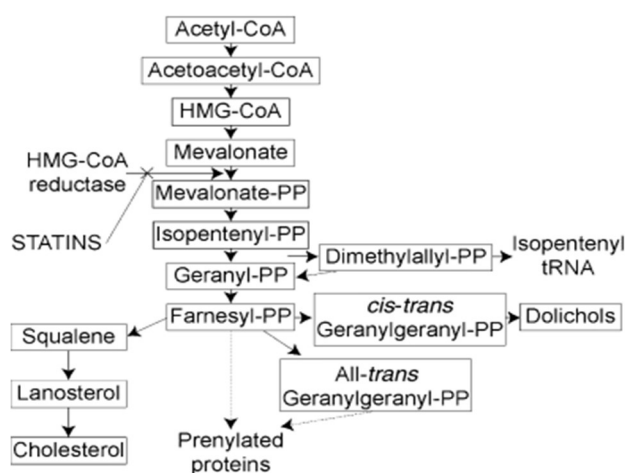 Acetyl-CoA
Acetoacetyl-CoA
HMG-CoA
Mevalonate
HMG-CoA
reductase
Mevalonate-PP
STATINS
Isopentenyl-PP
Dimethylallyl-PP
Isopentenyl
tRNA
Geranyl-PP
Farnesyl-PP
cis-trans
Geranylgeranyl-PP
Dolichols
Squalene
All-trans
Geranylgeranyl-PP
Lanosterol
Cholesterol
Prenylated
proteins